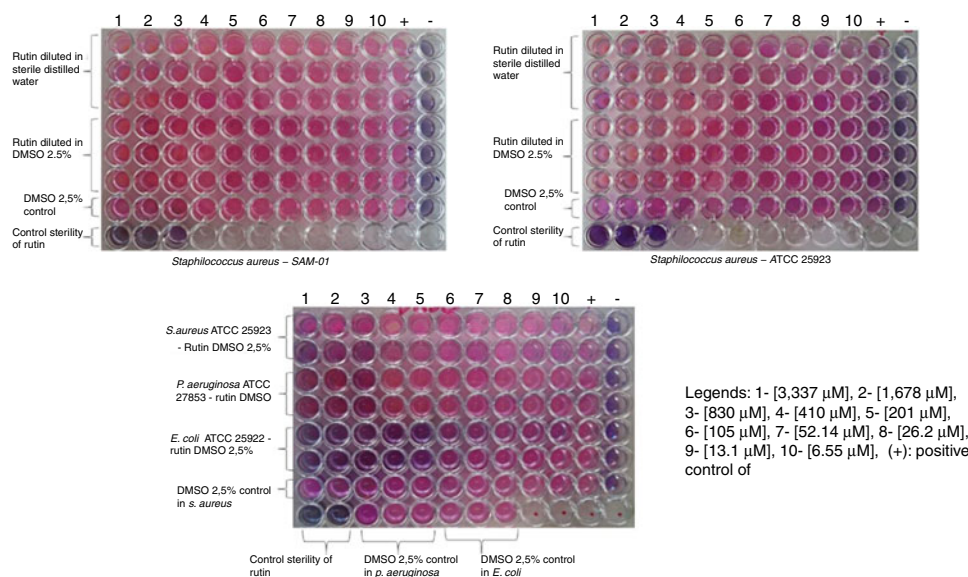 1 2 3 4 5 6 7 8 9 10 + -
Rutin diluted in
sterile distilled
water
Rutin diluted in
DMSO 2.5%
DMSO 2,5%
control
Control sterility
of rutin
Staphilococcus aureus – SAM-01
1 2 3 4 5 6 7 8 9 10 + -
Rutin diluted in
sterile distilled
water
Rutin diluted in
DMSO 2.5%
DMSO 2,5%
control
Control sterility
of rutin
Staphilococcus aureus – ATCC 25923
1 2 3 4 5 6 7 8 9 10 + -
S.aureus ATCC 25923
- Rutin DMSO 2,5%
P. aeruginosa ATCC
27853 - rutin DMSO
E. coli ATCC 25922 -
rutin DMSO 2,5%
DMSO 2,5% control
in s. aureus
Control sterility of
rutin
DMSO 2,5% control
in p. aeruginosa
DMSO 2,5% control
in E. coli
Legends: 1- [3,337 µM], 2- [1,678 µM],
3- [830 µM], 4- [410 µM], 5- [201 µM],
6- [105 µM], 7- [52.14 µM], 8- [26.2 µM],
9- [13.1 µM], 10- [6.55 µM], (+): positive
control of